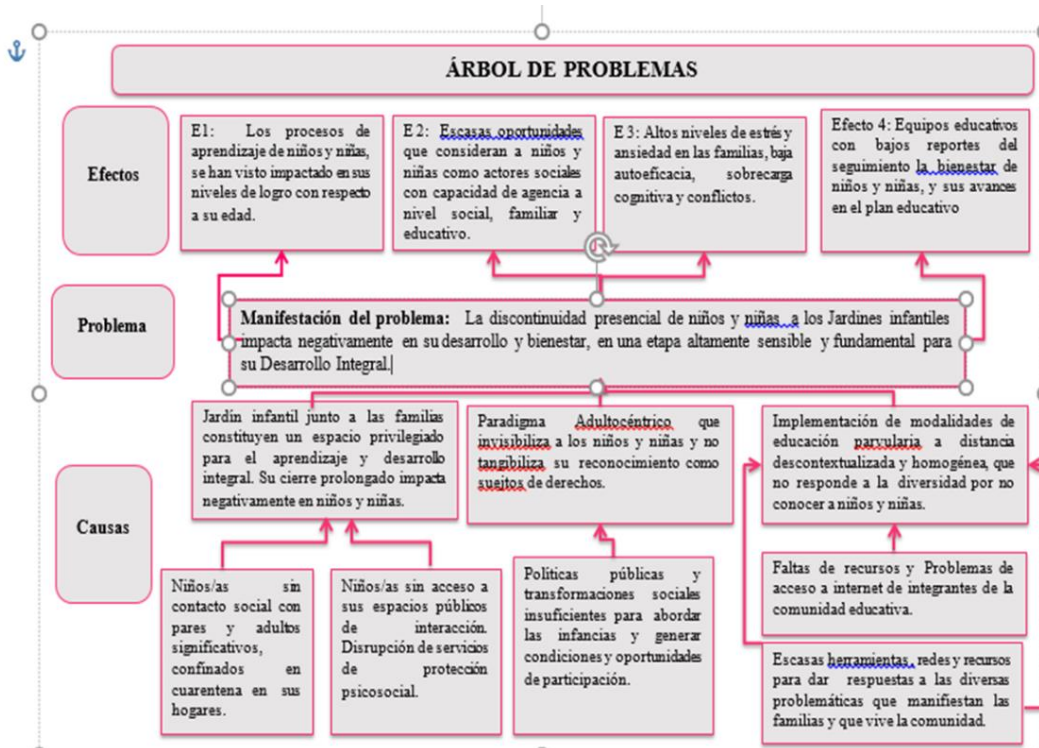 ÁRBOL DE PROBLEMAS
Efectos
E1: Los procesos de
aprendizaje de niños y niñas,
se han visto impactado en sus
niveles de logro con respecto
a su edad.
E 2: Escasas oportunidades
que consideran a niños y
niñas como actores sociales
con capacidad de agencia a
nivel social, familiar y
educativo.
E 3: Altos niveles de estrés y
ansiedad en las familias, baja
autoeficacia, sobrecarga
cognitiva y conflictos.
Efecto 4: Equipos educativos
con bajos reportes del
seguimiento la bienestar de
niños y niñas, y sus avances
en el plan educativo
Problema
Manifestación del problema: La discontinuidad presencial de niños y niñas a los Jardines infantiles
impacta negativamente en su desarrollo y bienestar, en una etapa altamente sensible y fundamental para
su Desarrollo Integral.
Causas
Jardín infantil junto a las familias
constituyen un espacio privilegiado
para el aprendizaje y desarrollo
integral. Su cierre prolongado impacta
negativamente en niños y niñas.
Paradigma Adultocéntrico que
invisibiliza a los niños y niñas y no
tangibiliza su reconocimiento como
suejtos de derechos.
Implementación de modalidades de
educación parvularia a distancia
descontextualizada y homogénea, que
no responde a la diversidad por no
conocer a niños y niñas.
Niños/as sin
contacto social con
pares y adultos
significativos,
confinados en
cuarentena en sus
hogares.
Niños/as sin acceso a
sus espacios públicos
de interacción.
Disrupción de servicios
de protección
psicosocial.
Políticas públicas y
transformaciones sociales
insuficientes para abordar
las infancias y generar
condiciones y oportunidades
de participación.
Faltas de recursos y Problemas de
acceso a internet de integrantes de la
comunidad educativa.
Escasas herramientas, redes y recursos
para dar respuestas a las diversas
problemáticas que manifiestan las
familias y que vive la comunidad.